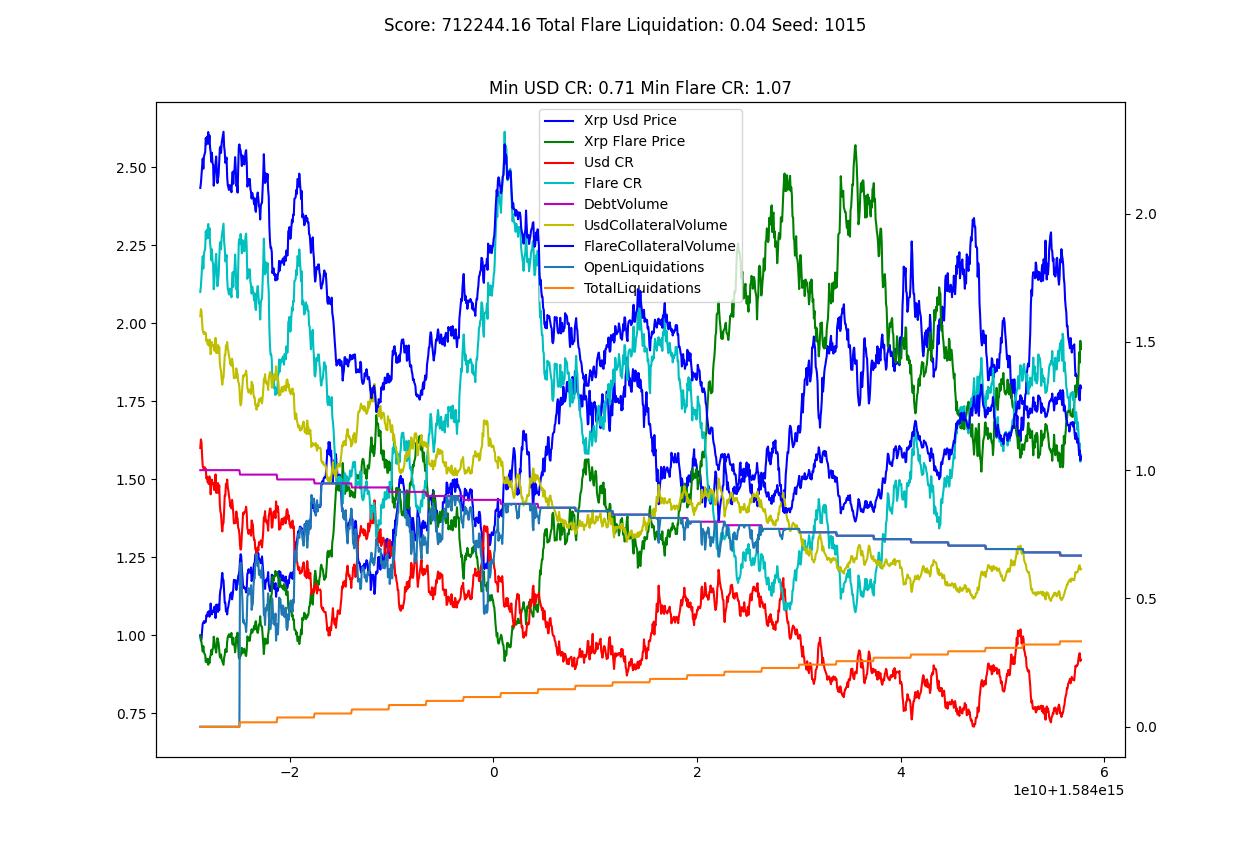 Score: 712244.16 Total Flare Liquidation: 0.04 Seed: 1015
Min USD CR: 0.71 Min Flare CR: 1.07
Xrp Usd Price
Xrp Flare Price
Usd CR
Flare CR
DebtVolume
UsdCollateralVolume
FlareCollateralVolume
OpenLiquidations
TotalLiquidations
2.50
2.25
2.00
1.75
1.50
1.25
1.00
0.75
2.0
1.5
1.0
0.5
0.0
−2 0 2 4 6
1e10+1.584e15